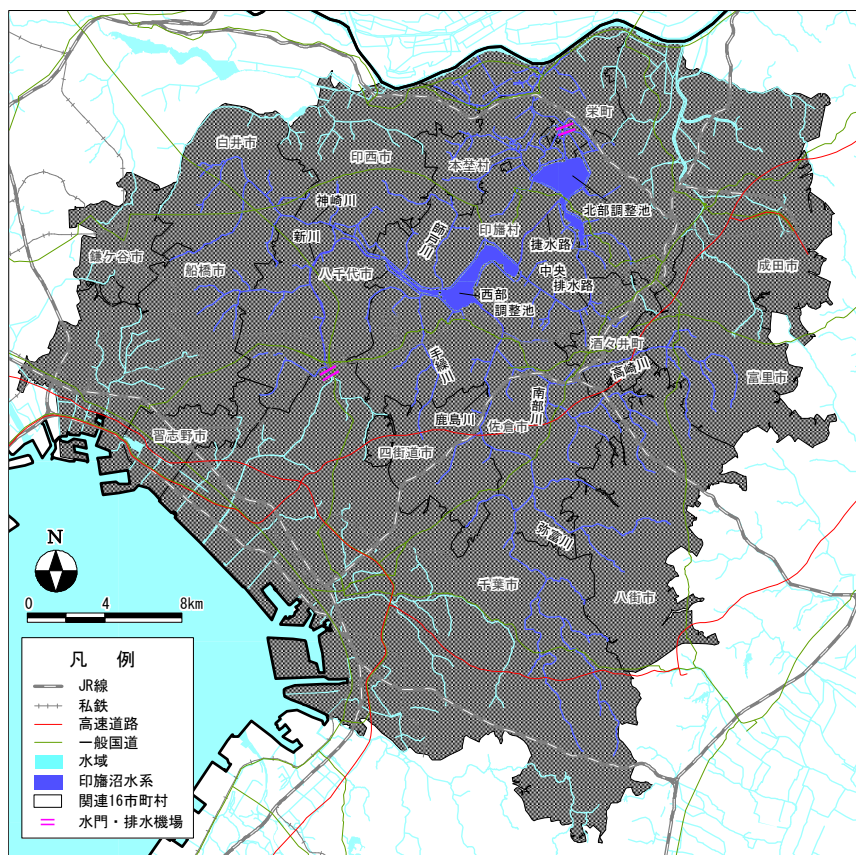 栄町
白井市
印西市
本埜村
神崎川
北部調整池
師戸川
印旛村
新川
捷水路
鎌ケ谷市
船橋市
八千代市
中央
排水路
成田市
西部
調整池
酒々井町
手繰川
高崎川
富里市
南部川
鹿島川
佐倉市
習志野市
四街道市
弥富川
千葉市
八街市
N
0 4 8km
凡 例
JR線
私鉄
高速道路
一般国道
水域
印旛沼水系
関連16市町村
水門・排水機場